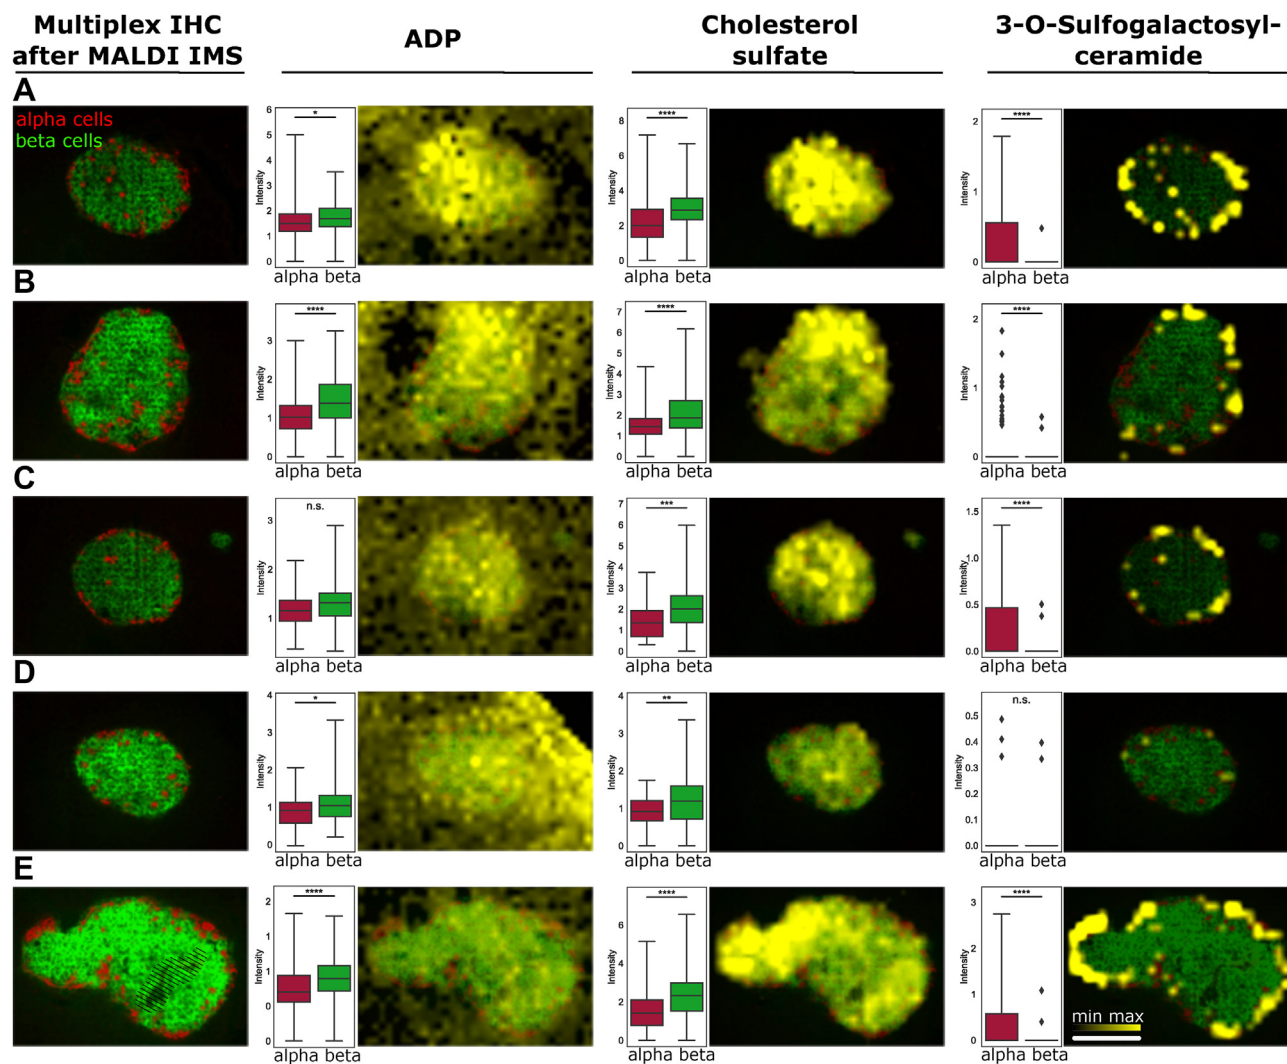 Multiplex IHC
after MALDI IMS
ADP
Cholesterol
sulfate
3-O-Sulfogalactosyl-
ceramide
A
alpha cells
beta cells
6
5
4
3
2
1
0
Intensity
*
alpha beta
8
6
4
2
0
Intensity
****
alpha beta
2
1
0
Intensity
****
alpha beta
B
3
2
1
0
Intensity
****
alpha beta
7
6
5
4
3
2
1
0
Intensity
****
alpha beta
2
1
0
Intensity
****
alpha beta
C
n.s.
3
2
1
Intensity
alpha beta
7
6
5
4
3
2
1
0
Intensity
***
alpha beta
1.5
1.0
0.5
0.0
Intensity
****
alpha beta
D
4
3
2
1
0
Intensity
*
alpha beta
4
3
2
1
0
Intensity
**
alpha beta
n.s.
0.5
0.4
0.3
0.2
0.1
0.0
Intensity
alpha beta
E
2
1
1
0
0
Intensity
****
alpha beta
6
4
2
0
Intensity
****
alpha beta
3
2
1
0
Intensity
****
alpha beta
min max